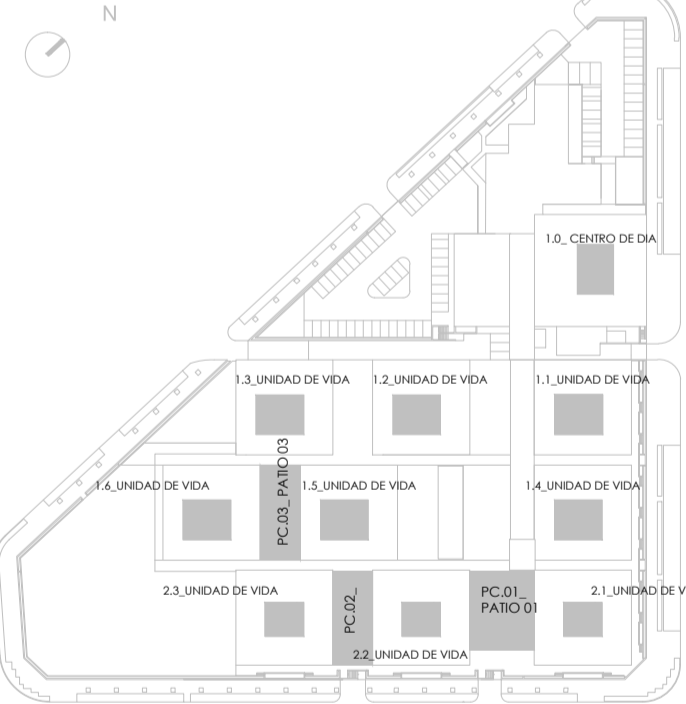 N
1.0_ CENTRO DE DIA
1.3_UNIDAD DE VIDA
1.2_UNIDAD DE VIDA
1.1_UNIDAD DE VIDA
PC.03_ PATIO 03
1.6_UNIDAD DE VIDA
1.5_UNIDAD DE VIDA
1.4_UNIDAD DE VIDA
2.3_UNIDAD DE VIDA
PC.02_
PC.01_
PATIO 01
2.1_UNIDAD DE V
2.2_UNIDAD DE VIDA